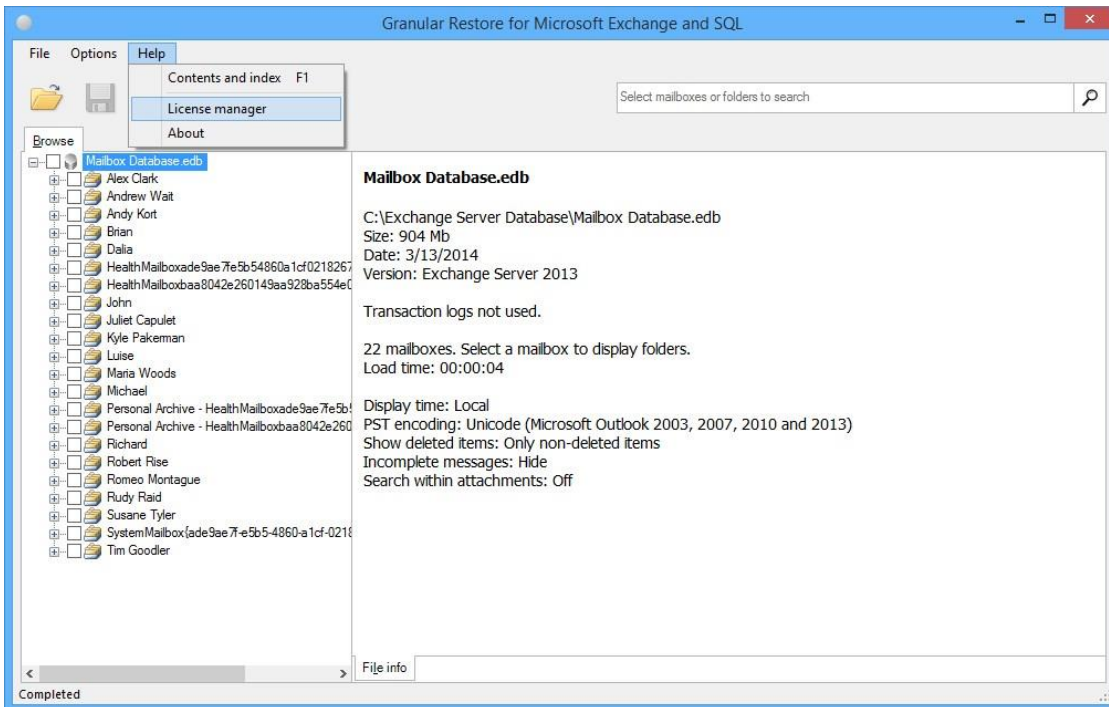 Granular Restore for Microsoft Exchange and SQL
File Options Help
Contents and index F1
License manager
About
Select mailboxes or folders to search
Browse
Mailbox Database.edb
Alex Clark
Andrew Wait
Andy Kort
Brian
Dalia
HealthMailboxade9ae7fe5b54860a1cf0218267
HealthMailboxbaa8042e260149aa928ba554e0
John
Juliet Capulet
Kyle Pakerman
Luise
Maria Woods
Michael
Personal Archive - HealthMailboxade9ae7fe5b5
Personal Archive - HealthMailboxbaa8042e260
Richard
Robert Rise
Romeo Montague
Rudy Raid
Susane Tyler
SystemMailbox{ade9ae7f-e5b5-4860-a1cf-0218
Tim Goodler
Mailbox Database.edb
C:\Exchange Server Database\Mailbox Database.edb
Size: 904 Mb
Date: 3/13/2014
Version: Exchange Server 2013
Transaction logs not used.
22 mailboxes. Select a mailbox to display folders.
Load time: 00:00:04
Display time: Local
PST encoding: Unicode (Microsoft Outlook 2003, 2007, 2010 and 2013)
Show deleted items: Only non-deleted items
Incomplete messages: Hide
Search within attachments: Off
File info
Completed